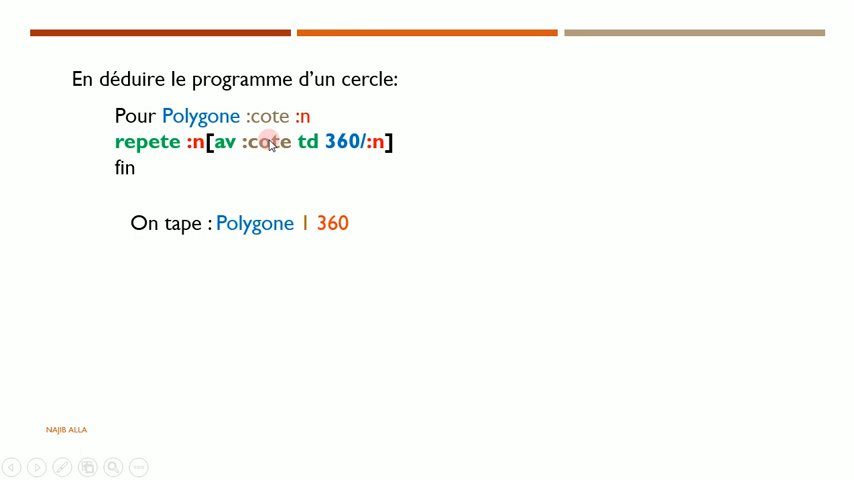 En déduire le programme d'un cercle:
Pour Polygone :cote :n
repete :n[av :cote td 360/:n]
fin
On tape : Polygone 1 360
NAJIB ALLA